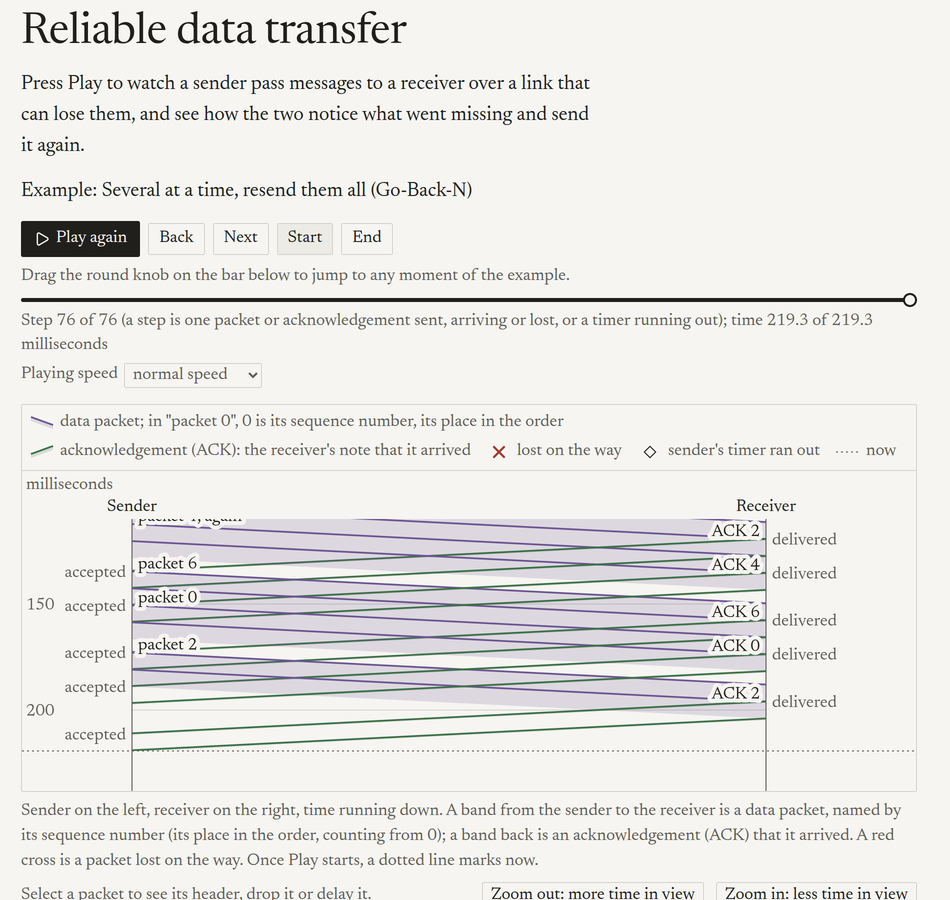 Reliable data transfer
Press Play to watch a sender pass messages to a receiver over a link that
can lose them, and see how the two notice what went missing and send
it again.
Example: Several at a time, resend them all (Go-Back-N)
Play again Back Next Start End
Drag the round knob on the bar below to jump to any moment of the example.
Step 76 of 76 (a step is one packet or acknowledgement sent, arriving or lost, or a timer running out); time 219.3 of 219.3
milliseconds
Playing speed normal speed
data packet; in "packet 0", 0 is its sequence number, its place in the order
acknowledgement (ACK): the receiver's note that it arrived lost on the way sender's timer ran out now
milliseconds
Sender Receiver
ACK 2 delivered
accepted packet 6 ACK 4 delivered
150 accepted packet 0 ACK 6 delivered
accepted packet 2 ACK 0 delivered
accepted ACK 2 delivered
200
accepted
Sender on the left, receiver on the right, time running down. A band from the sender to the receiver is a data packet, named by
its sequence number (its place in the order, counting from 0); a band back is an acknowledgement (ACK) that it arrived. A red
cross is a packet lost on the way. Once Play starts, a dotted line marks now.
Select a packet to see its header, drop it or delay it. Zoom out: more time in view Zoom in: less time in view